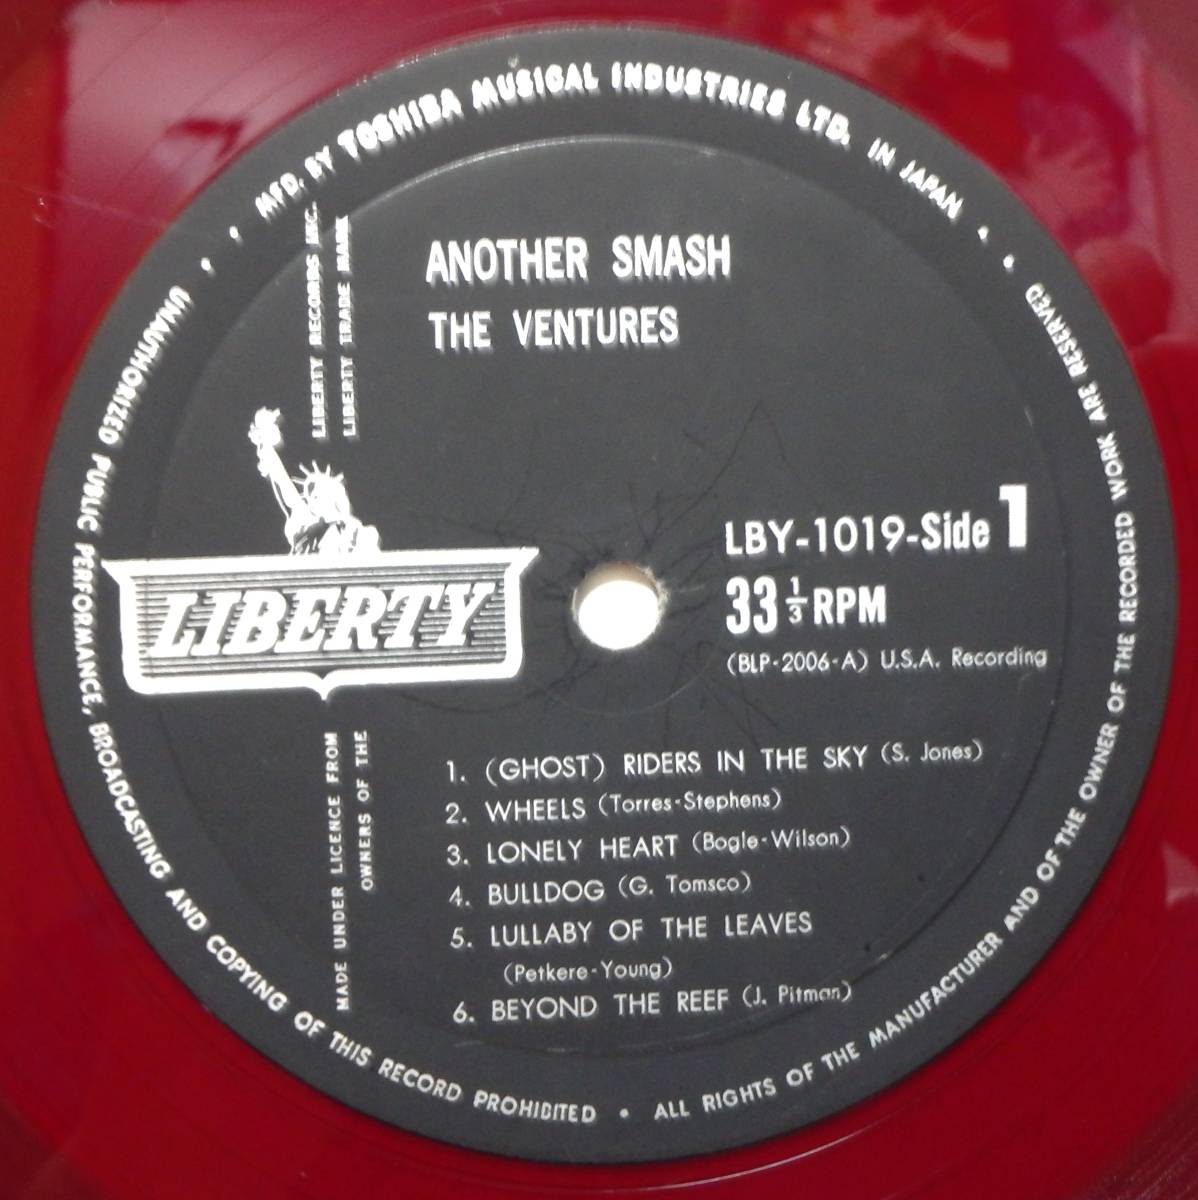 MFD. BY TOSHIBA MUSICAL INDUSTRIES LTD. IN JAPAN
LIBERTY RECORDS INC.
LIBERTY TRADE MARK
ANOTHER SMASH
THE VENTURES
LIBERTY
LBY-1019-Side 1
33 1/3 RPM
(BLP-2006-A) U.S.A. Recording
MADE UNDER LICENCE FROM
OWNERS OF THE
1. (GHOST) RIDERS IN THE SKY (S. Jones)
2. WHEELS (Torres-Stephens)
3. LONELY HEART (Bogle-Wilson)
4. BULLDOG (G. Tomsco)
5. LULLABY OF THE LEAVES
(Petkere-Young)
6. BEYOND THE REEF (J. Pitman)
UNAUTHORIZED PUBLIC PERFORMANCE, BROADCASTING AND COPYING OF THIS RECORD PROHIBITED • ALL RIGHTS OF THE MANUFACTURER AND OF THE OWNER OF THE RECORDED WORK ARE RESERVED